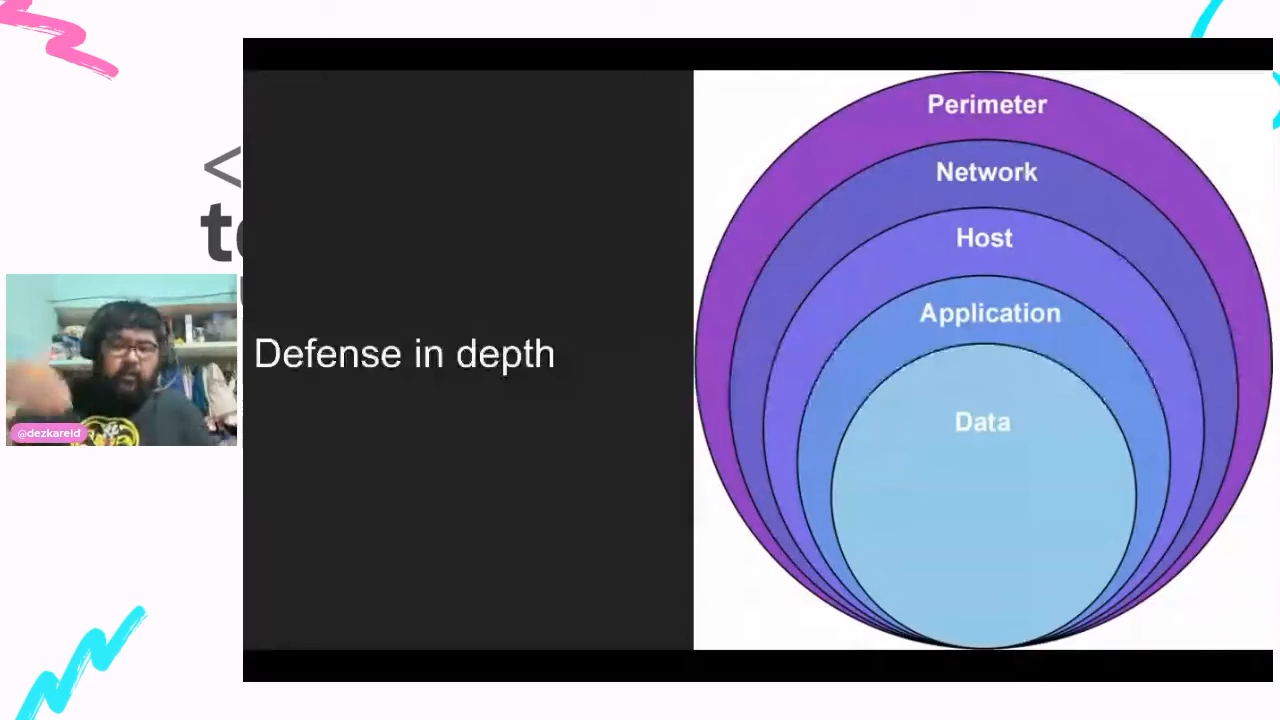 <
t
@dezkareid
Defense in depth
Perimeter
Network
Host
Application
Data